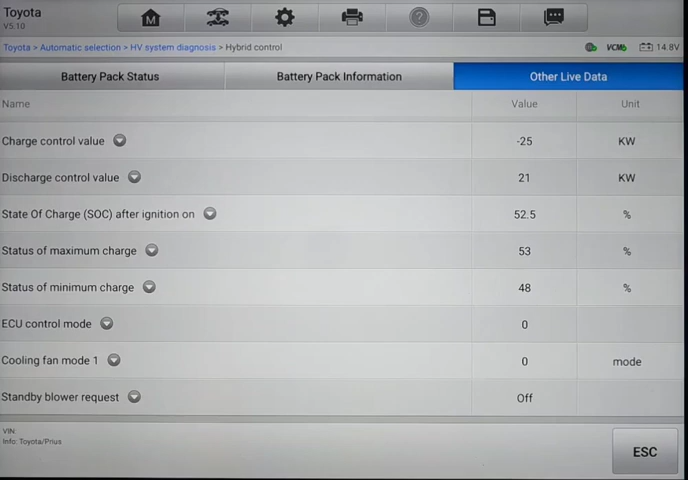 Toyota
V5.10
M
?
Toyota > Automatic selection > HV system diagnosis > Hybrid control
VCMI
14.8V
Battery Pack Status
Battery Pack Information
Other Live Data
Name Value Unit
Charge control value -25 KW
Discharge control value 21 KW
State Of Charge (SOC) after ignition on 52.5 %
Status of maximum charge 53 %
Status of minimum charge 48 %
ECU control mode 0
Cooling fan mode 1 0 mode
Standby blower request Off
VIN:
Info: Toyota/Prius
ESC